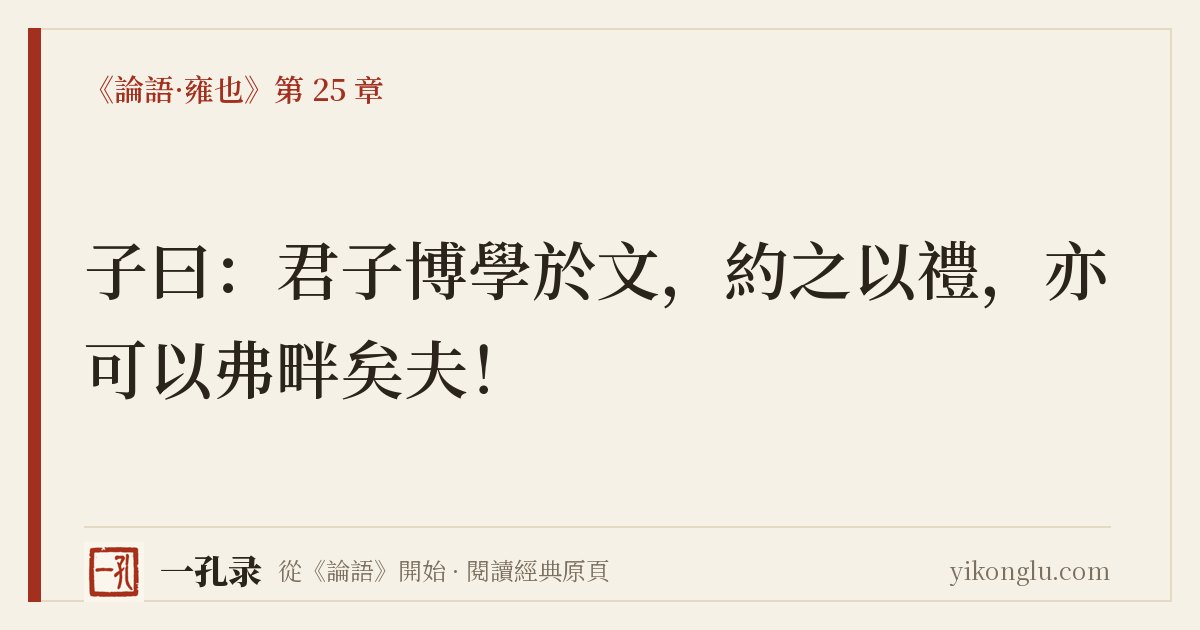 《論語·雍也》第 25 章
子曰：君子博學於文，約之以禮，亦
可以弗畔矣夫！
一孔
一孔录 從《論語》開始 · 閱讀經典原頁 yikonglu.com